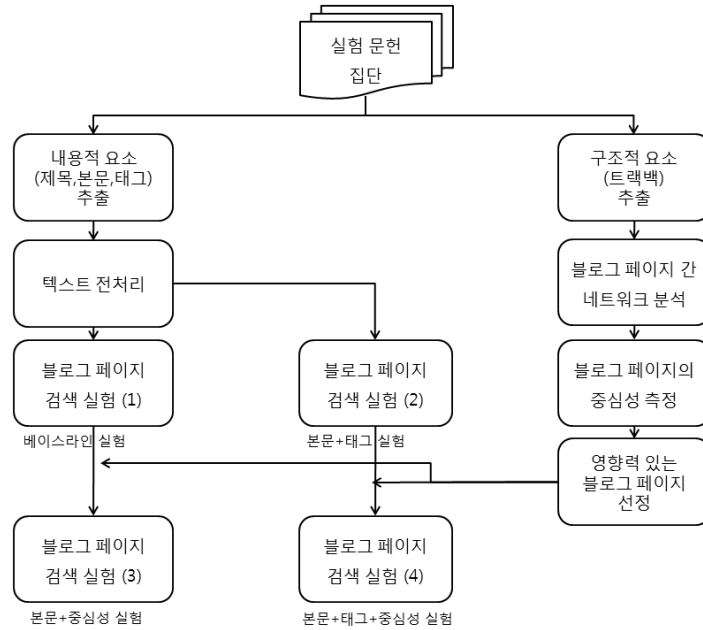 실험 문헌
집단
내용적 요소
(제목,본문,태그)
추출
구조적 요소
(트랙백)
추출
텍스트 전처리
블로그 페이지 간
네트워크 분석
블로그 페이지
검색 실험 (1)
베이스라인 실험
블로그 페이지
검색 실험 (2)
본문+태그 실험
블로그 페이지의
중심성 측정
영향력 있는
블로그 페이지
선정
블로그 페이지
검색 실험 (3)
본문+중심성 실험
블로그 페이지
검색 실험 (4)
본문+태그+중심성 실험